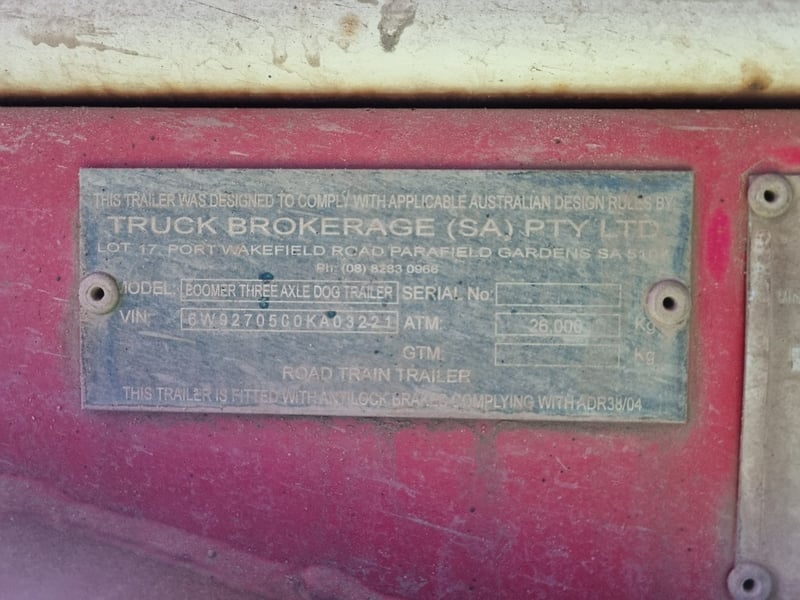 THIS TRAILER WAS DESIGNED TO COMPLY WITH APPLICABLE AUSTRALIAN DESIGN RULES BY:
TRUCK BROKERAGE (SA) PTY LTD
LOT 17, PORT WAKEFIELD ROAD PARAFIELD GARDENS SA
Ph: (08) 8283 0966
MODEL: BOOMER THREE AXLE DOG TRAILER SERIAL No:
VIN: 6W92705C0KA03221 ATM: 26,000 Kg
GTM: Kg
ROAD TRAIN TRAILER
THIS TRAILER IS FITTED WITH ANTILOCK BRAKES COMPLYING WITH ADR38/04